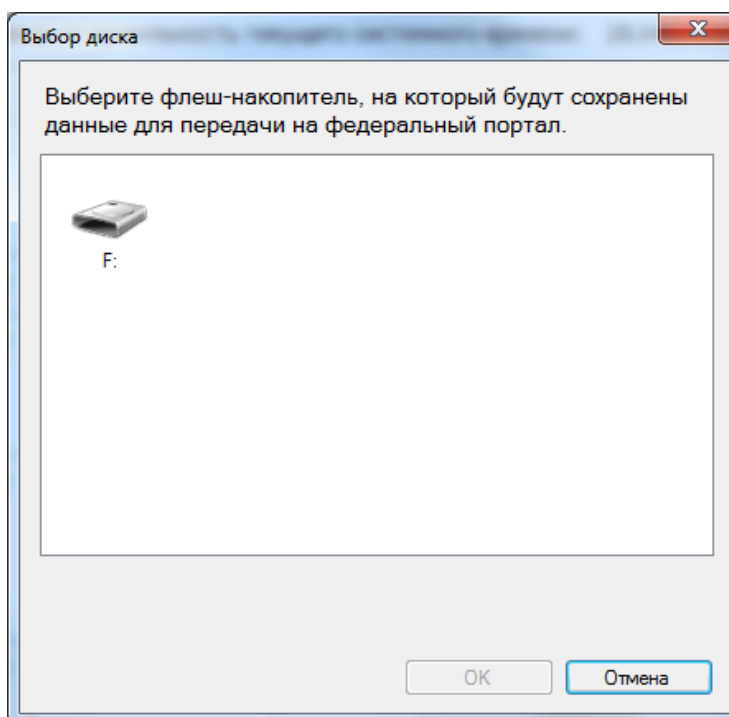 Выбор диска
Выберите флеш-накопитель, на который будут сохранены
данные для передачи на федеральный портал.
F:
OK
Отмена